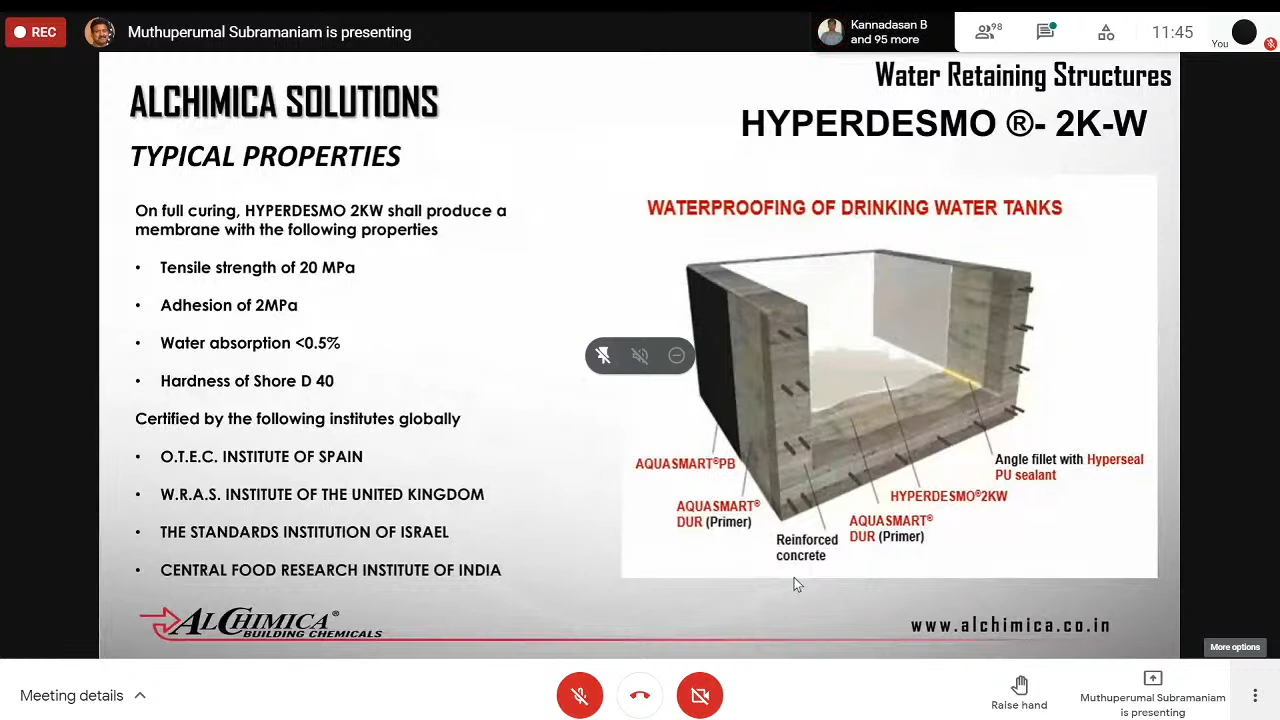 REC
Muthuperumal Subramaniam is presenting
Kannadasan B
and 95 more
98
11:45
You
Water Retaining Structures
ALCHIMICA SOLUTIONS
HYPERDESMO ®- 2K-W
TYPICAL PROPERTIES
On full curing, HYPERDESMO 2KW shall produce a
membrane with the following properties
• Tensile strength of 20 MPa
• Adhesion of 2MPa
• Water absorption <0.5%
• Hardness of Shore D 40
Certified by the following institutes globally
• O.T.E.C. INSTITUTE OF SPAIN
• W.R.A.S. INSTITUTE OF THE UNITED KINGDOM
• THE STANDARDS INSTITUTION OF ISRAEL
• CENTRAL FOOD RESEARCH INSTITUTE OF INDIA
WATERPROOFING OF DRINKING WATER TANKS
AQUASMART®PB
AQUASMART®
DUR (Primer)
Reinforced
concrete
AQUASMART®
DUR (Primer)
HYPERDESMO®2KW
Angle fillet with Hyperseal
PU sealant
ALCHIMICA®
BUILDING CHEMICALS
www.alchimica.co.in
More options
Meeting details
Raise hand
Muthuperumal Subramaniam
is presenting